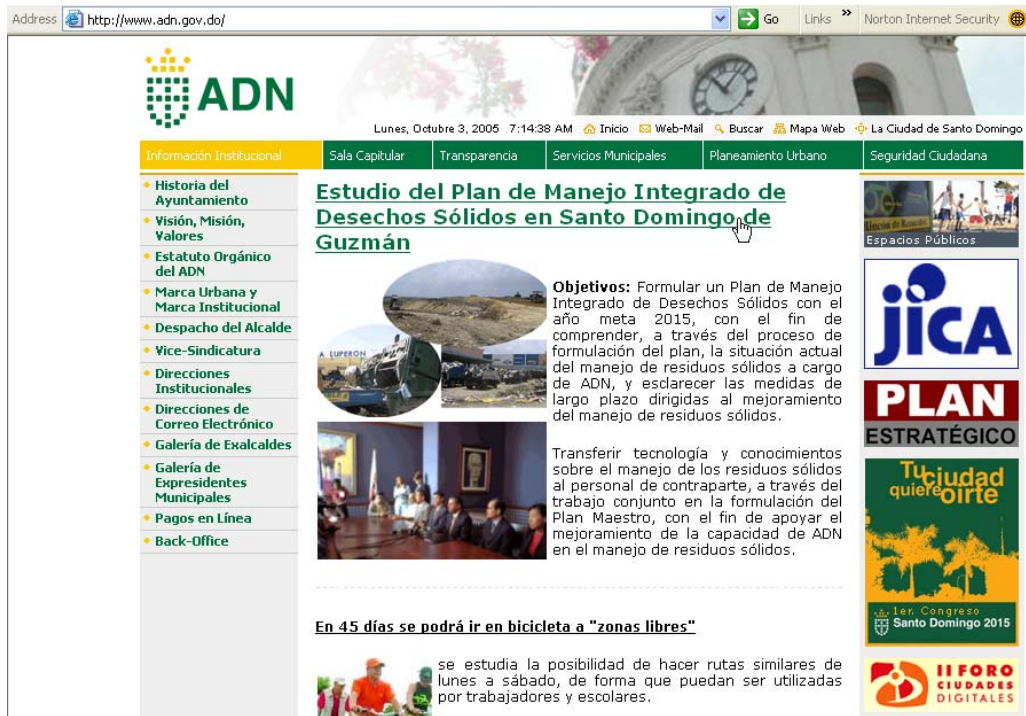 Address http://www.adn.gov.do/ Go Links » Norton Internet Security
ADN
Lunes, Octubre 3, 2005 7:14:38 AM Inicio Web-Mail Buscar Mapa Web La Ciudad de Santo Domingo
Información Institucional Sala Capitular Transparencia Servicios Municipales Planeamiento Urbano Seguridad Ciudadana
Historia del
Ayuntamiento
Visión, Misión,
Valores
Estatuto Orgánico
del ADN
Marca Urbana y
Marca Institucional
Despacho del Alcalde
Vice-Sindicatura
Direcciones
Institucionales
Direcciones de
Correo Electrónico
Galería de Exalcaldes
Galería de
Expresidentes
Municipales
Pagos en Línea
Back-Office
Estudio del Plan de Manejo Integrado de
Desechos Sólidos en Santo Domingo de
Guzmán
A LUPERON
Objetivos: Formular un Plan de Manejo
Integrado de Desechos Sólidos con el
año meta 2015, con el fin de
comprender, a través del proceso de
formulación del plan, la situación actual
del manejo de residuos sólidos a cargo
de ADN, y esclarecer las medidas de
largo plazo dirigidas al mejoramiento
del manejo de residuos sólidos.
Transferir tecnología y conocimientos
sobre el manejo de los residuos sólidos
al personal de contraparte, a través del
trabajo conjunto en la formulación del
Plan Maestro, con el fin de apoyar el
mejoramiento de la capacidad de ADN
en el manejo de residuos sólidos.
En 45 días se podrá ir en bicicleta a "zonas libres"
se estudia la posibilidad de hacer rutas similares de
lunes a sábado, de forma que puedan ser utilizadas
por trabajadores y escolares.
Espacios Públicos
jica
PLAN
ESTRATÉGICO
Tu ciudad
quiere oirte
1er. Congreso
Santo Domingo 2015
II FORO
CIUDADES
DIGITALES